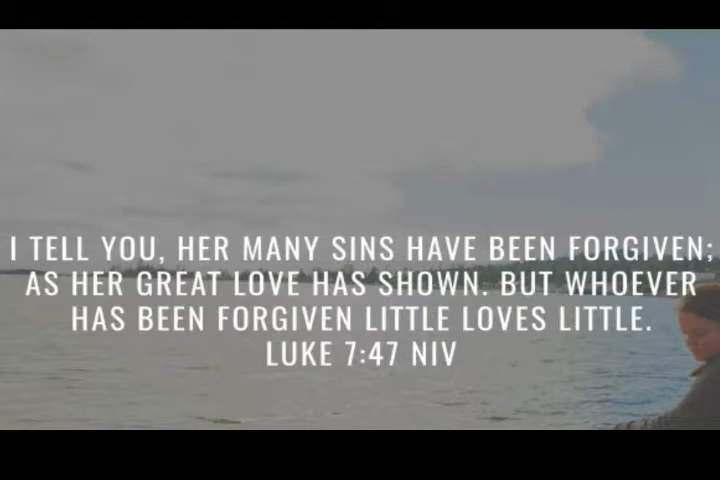 I TELL YOU, HER MANY SINS HAVE BEEN FORGIVEN;
AS HER GREAT LOVE HAS SHOWN. BUT WHOEVER
HAS BEEN FORGIVEN LITTLE LOVES LITTLE.
LUKE 7:47 NIV